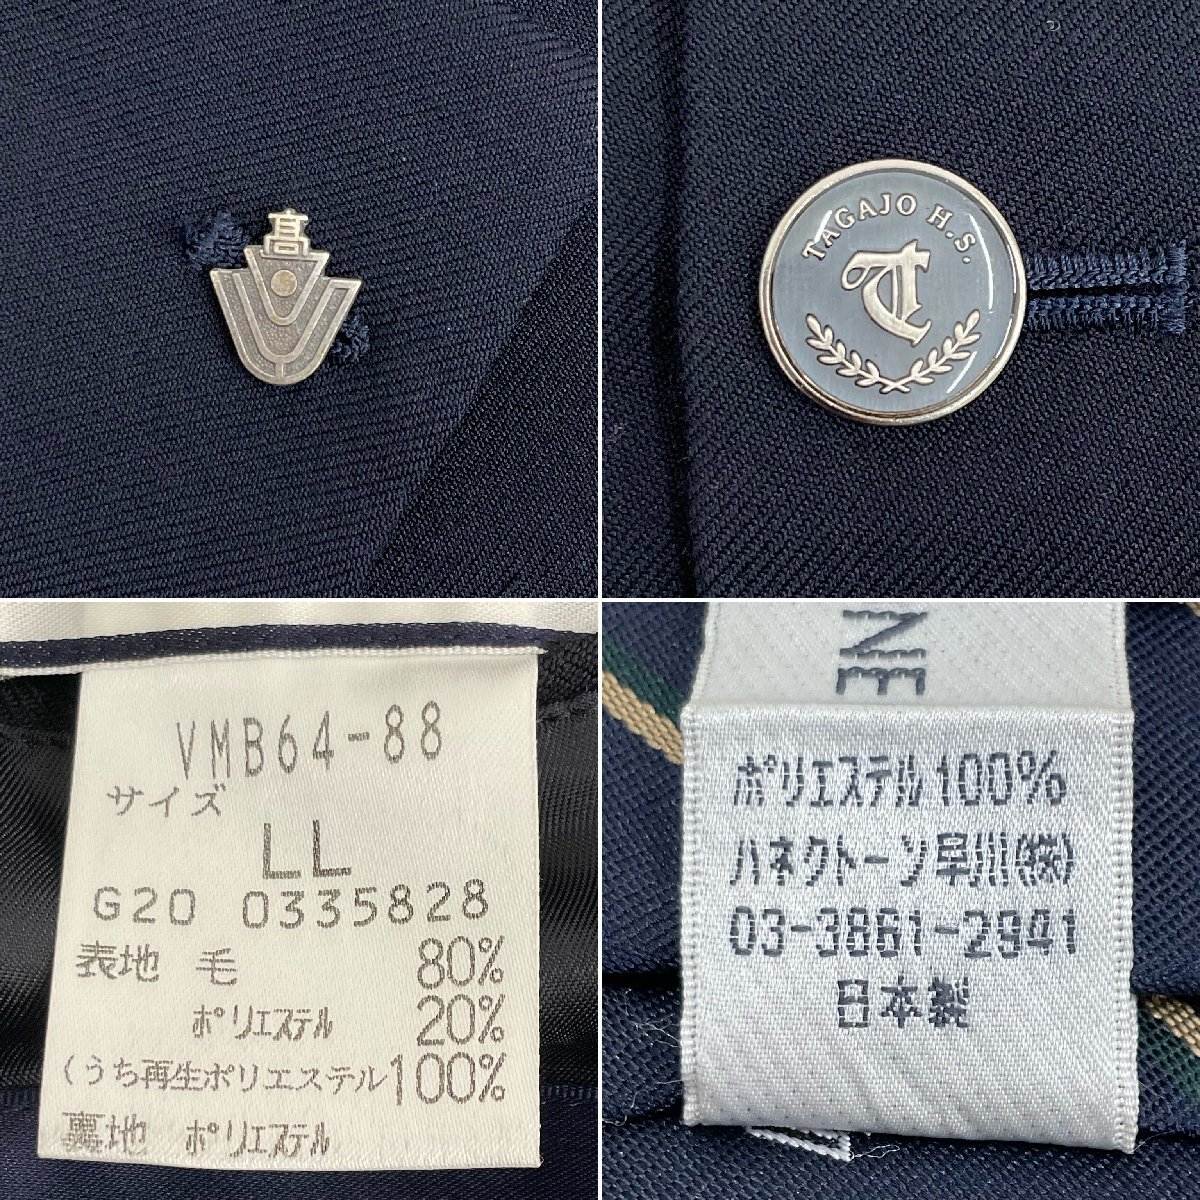 髙
TAGAJO H.S.
T
VMB64-88
サイズ
LL
G20 0335828
表地 毛 80%
ポリエステル 20%
(うち再生ポリエステル100%
裏地 ポリエステル
NE
ポリエステル100%
ハネクトーン早川(株)
03-3861-2941
日本製